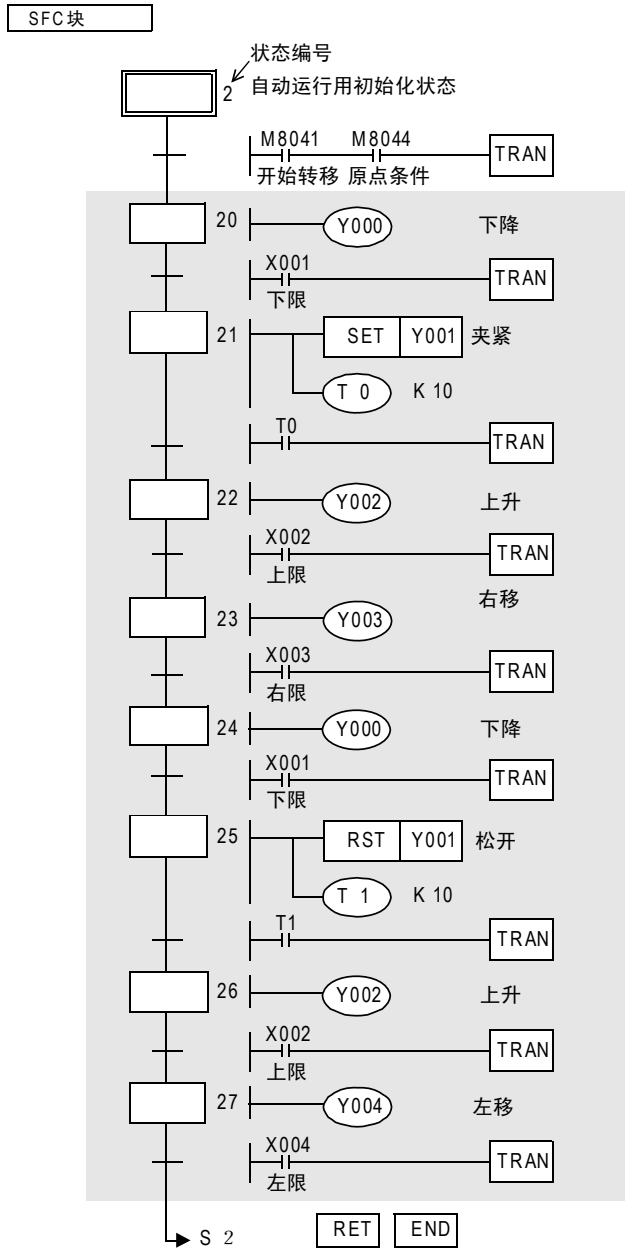 SFC块
状态编号
2 自动运行用初始化状态
M8041 M8044
TRAN
开始转移 原点条件
20 Y000 下降
X001
TRAN
下限
21 SET Y001 夹紧
T 0 K 10
T0
TRAN
22 Y002 上升
X002
TRAN
上限
右移
23 Y003
X003
TRAN
右限
24 Y000 下降
X001
TRAN
下限
25 RST Y001 松开
T 1 K 10
T1
TRAN
26 Y002 上升
X002
TRAN
上限
27 Y004 左移
X004
TRAN
左限
S 2 RET END